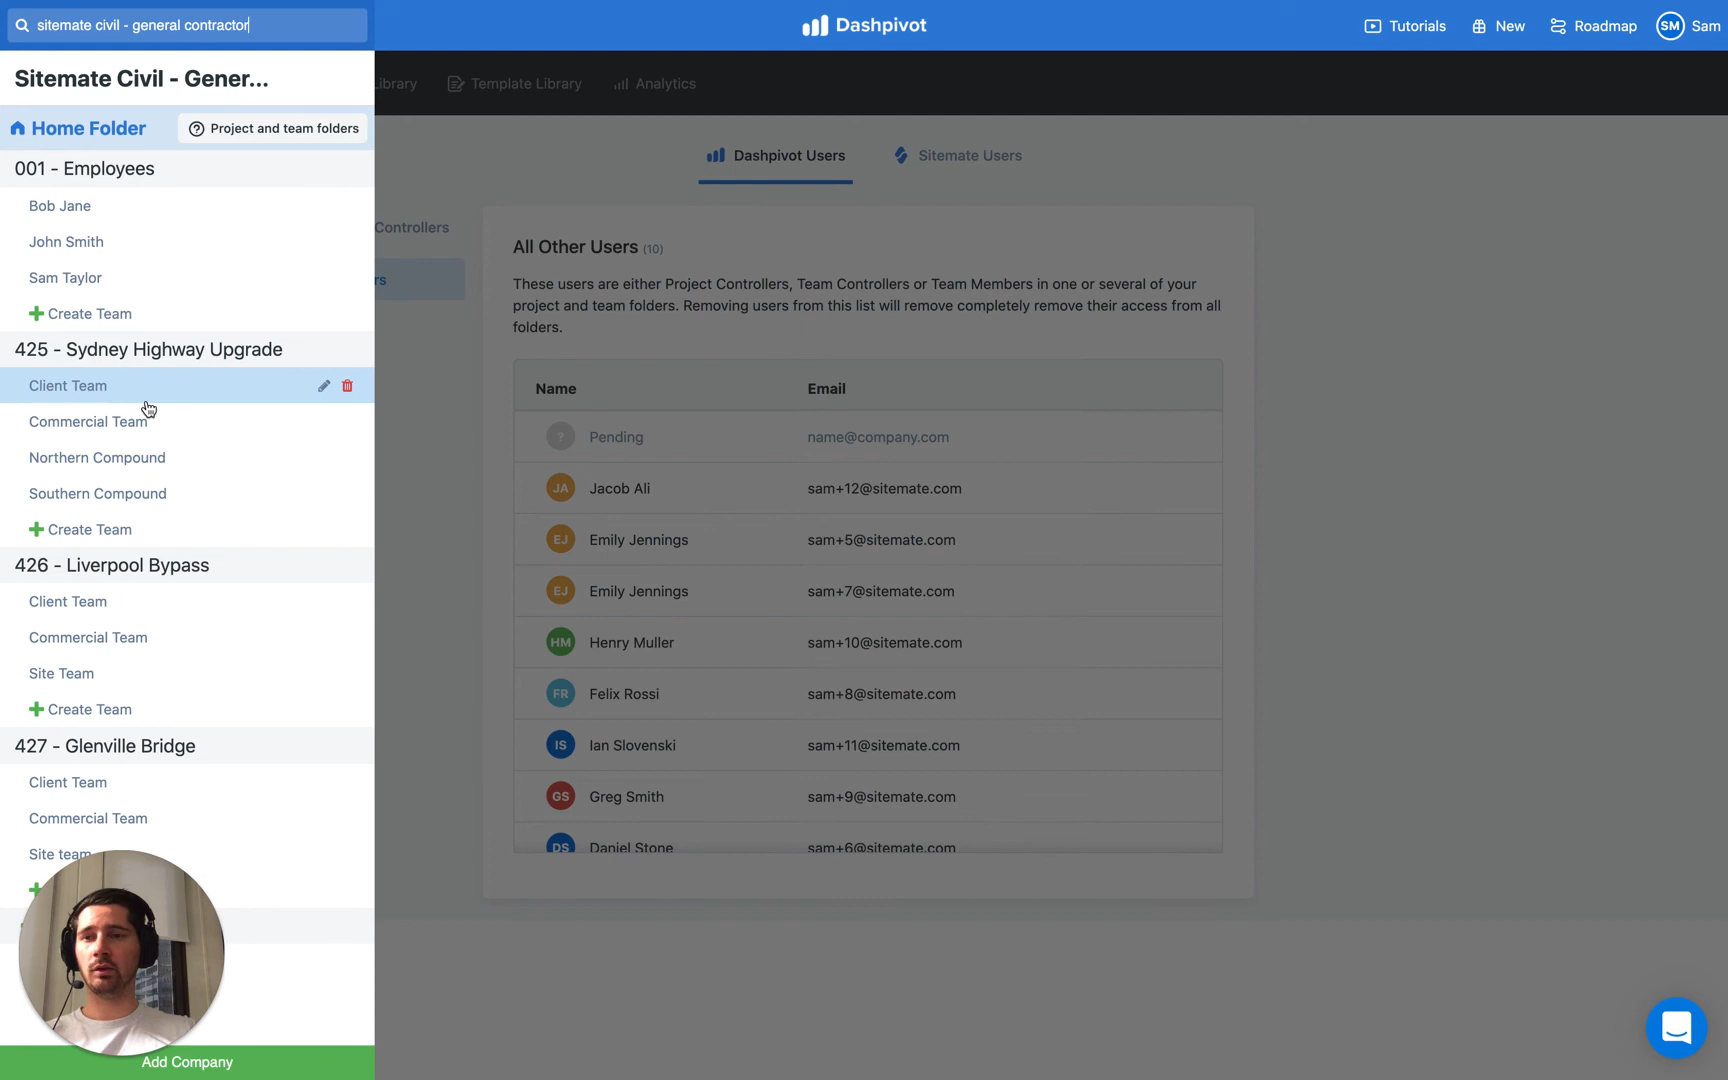 sitemate civil - general contractor
Dashpivot
Tutorials
New
Roadmap
SM Sam
Sitemate Civil - Gener...
Library
Template Library
Analytics
Home Folder
Project and team folders
001 - Employees
Bob Jane
John Smith
Sam Taylor
Create Team
425 - Sydney Highway Upgrade
Client Team
Commercial Team
Northern Compound
Southern Compound
Create Team
426 - Liverpool Bypass
Client Team
Commercial Team
Site Team
Create Team
427 - Glenville Bridge
Client Team
Commercial Team
Site team
Add Company
Dashpivot Users
Sitemate Users
Controllers
rs
All Other Users (10)
These users are either Project Controllers, Team Controllers or Team Members in one or several of your
project and team folders. Removing users from this list will remove completely remove their access from all
folders.
Name Email
? Pending name@company.com
JA Jacob Ali sam+12@sitemate.com
EJ Emily Jennings sam+5@sitemate.com
EJ Emily Jennings sam+7@sitemate.com
HM Henry Muller sam+10@sitemate.com
FR Felix Rossi sam+8@sitemate.com
IS Ian Slovenski sam+11@sitemate.com
GS Greg Smith sam+9@sitemate.com
DS Daniel Stone sam+6@sitemate.com